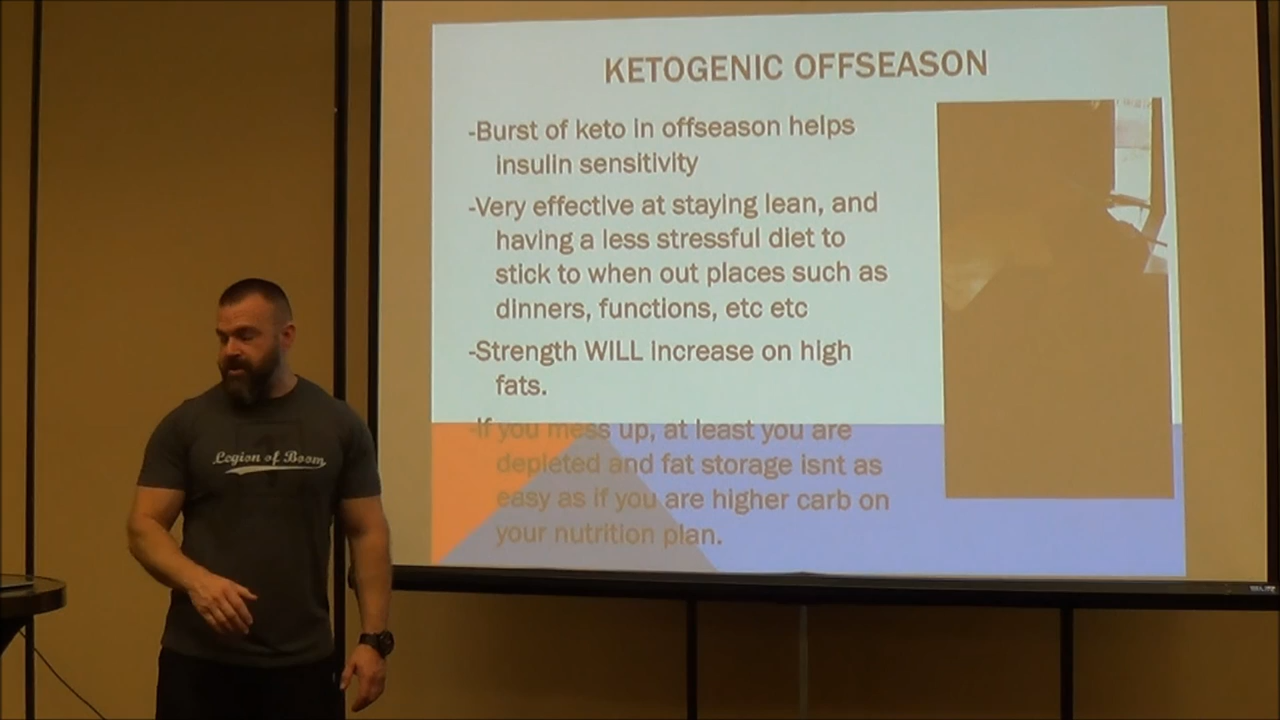 KETOGENIC OFFSEASON
-Burst of keto in offseason helps
insulin sensitivity
-Very effective at staying lean, and
having a less stressful diet to
stick to when out places such as
dinners, functions, etc etc
-Strength WILL increase on high
fats.
-If you mess up, at least you are
depleted and fat storage isnt as
easy as if you are higher carb on
your nutrition plan.
Legion of Boom